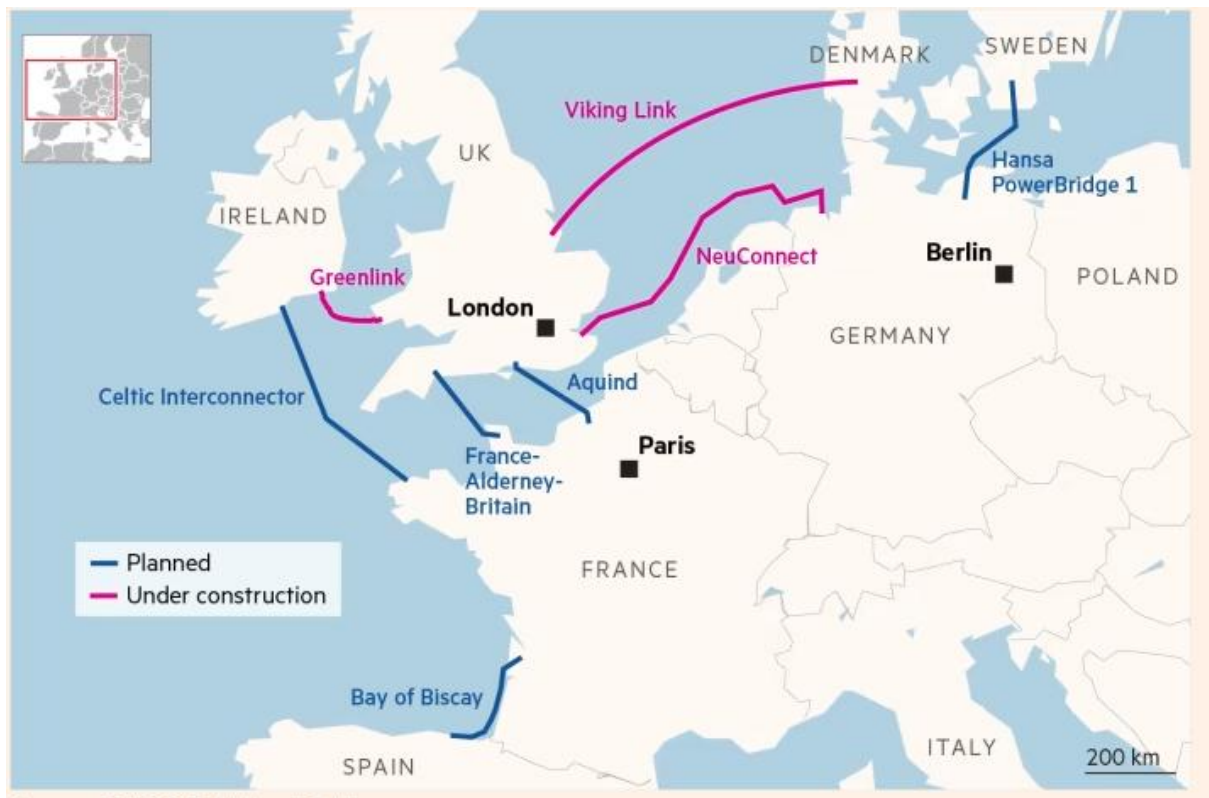 DENMARK
SWEDEN
Viking Link
UK
Hansa
PowerBridge 1
IRELAND
NeuConnect
Berlin
Greenlink
POLAND
London
GERMANY
Celtic Interconnector
Aquind
Paris
France-
Alderney-
Britain
Planned
FRANCE
Under construction
Bay of Biscay
ITALY
200 km
SPAIN